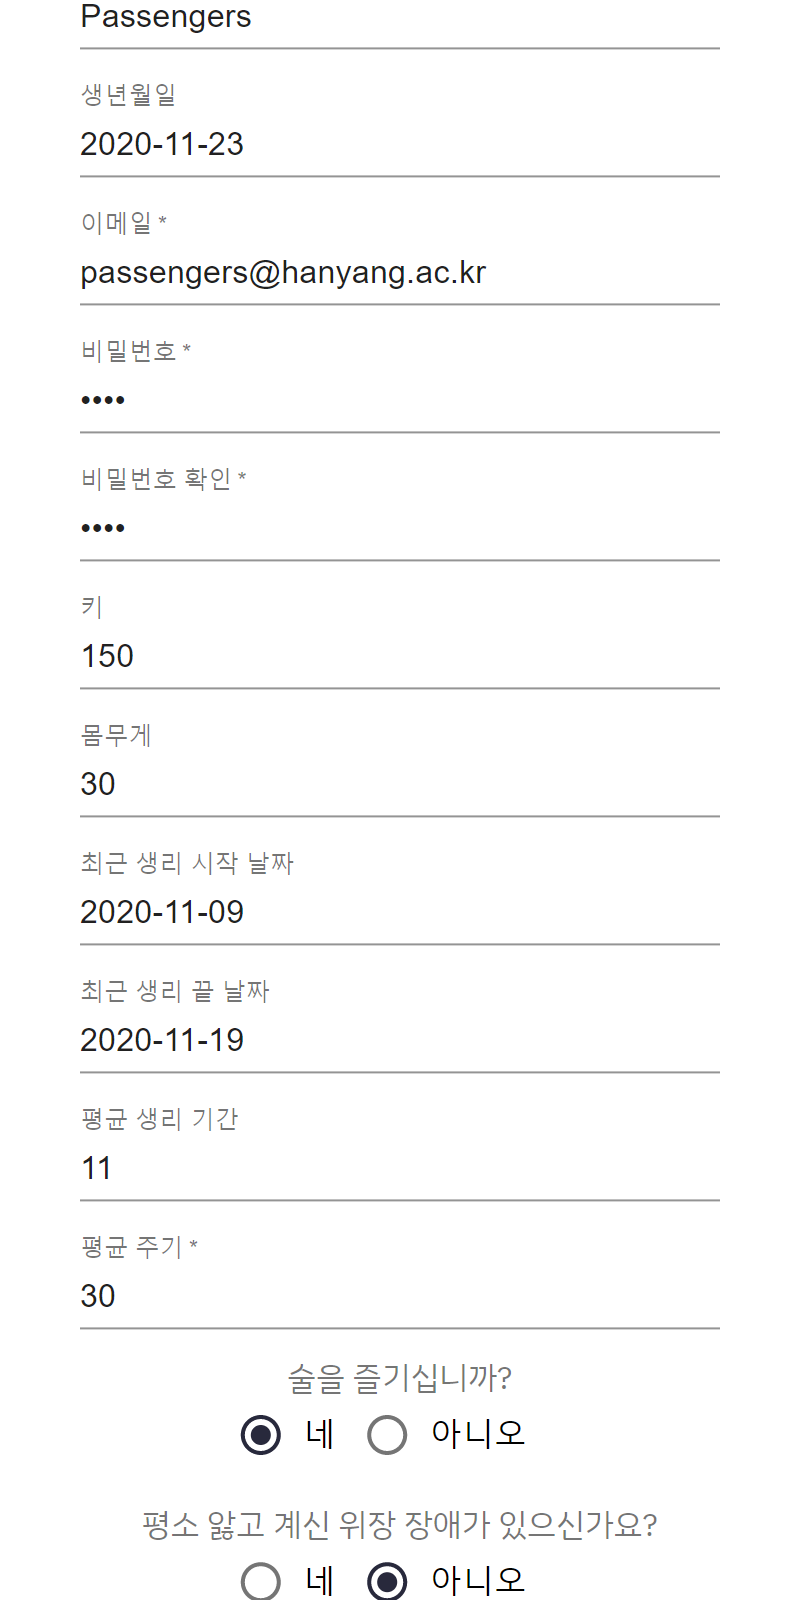 Passengers
생년월일
2020-11-23
이메일 *
passengers@hanyang.ac.kr
비밀번호 *
••••
비밀번호 확인 *
••••
키
150
몸무게
30
최근 생리 시작 날짜
2020-11-09
최근 생리 끝 날짜
2020-11-19
평균 생리 기간
11
평균 주기 *
30
술을 즐기십니까?
네 아니오
평소 앓고 계신 위장 장애가 있으신가요?
네 아니오